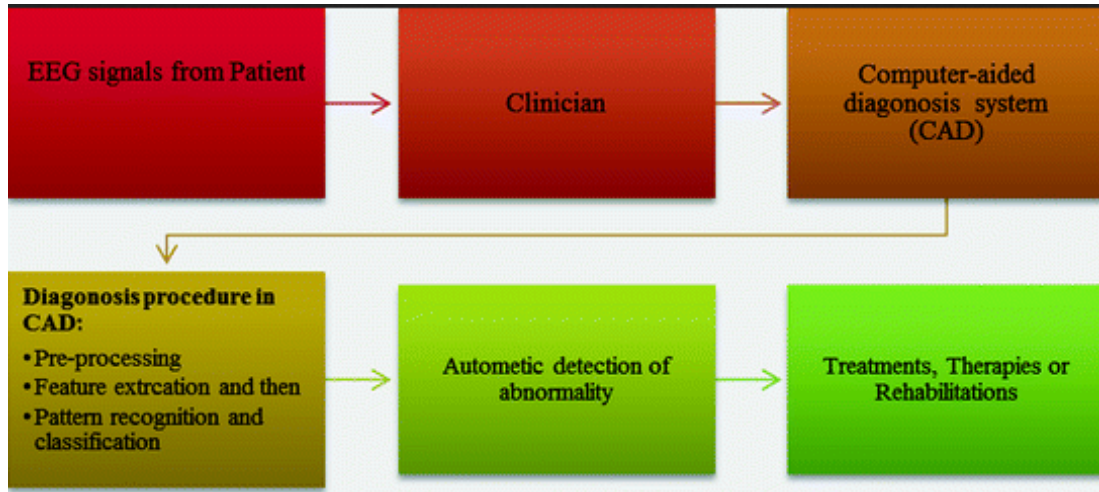 EEG signals from Patient
Clinician
Computer-aided
diagonosis system
(CAD)
Diagonosis procedure in
CAD:
•Pre-processing
•Feature extrcation and then
•Pattern recognition and
classification
Autometic detection of
abnormality
Treatments, Therapies or
Rehabilitations